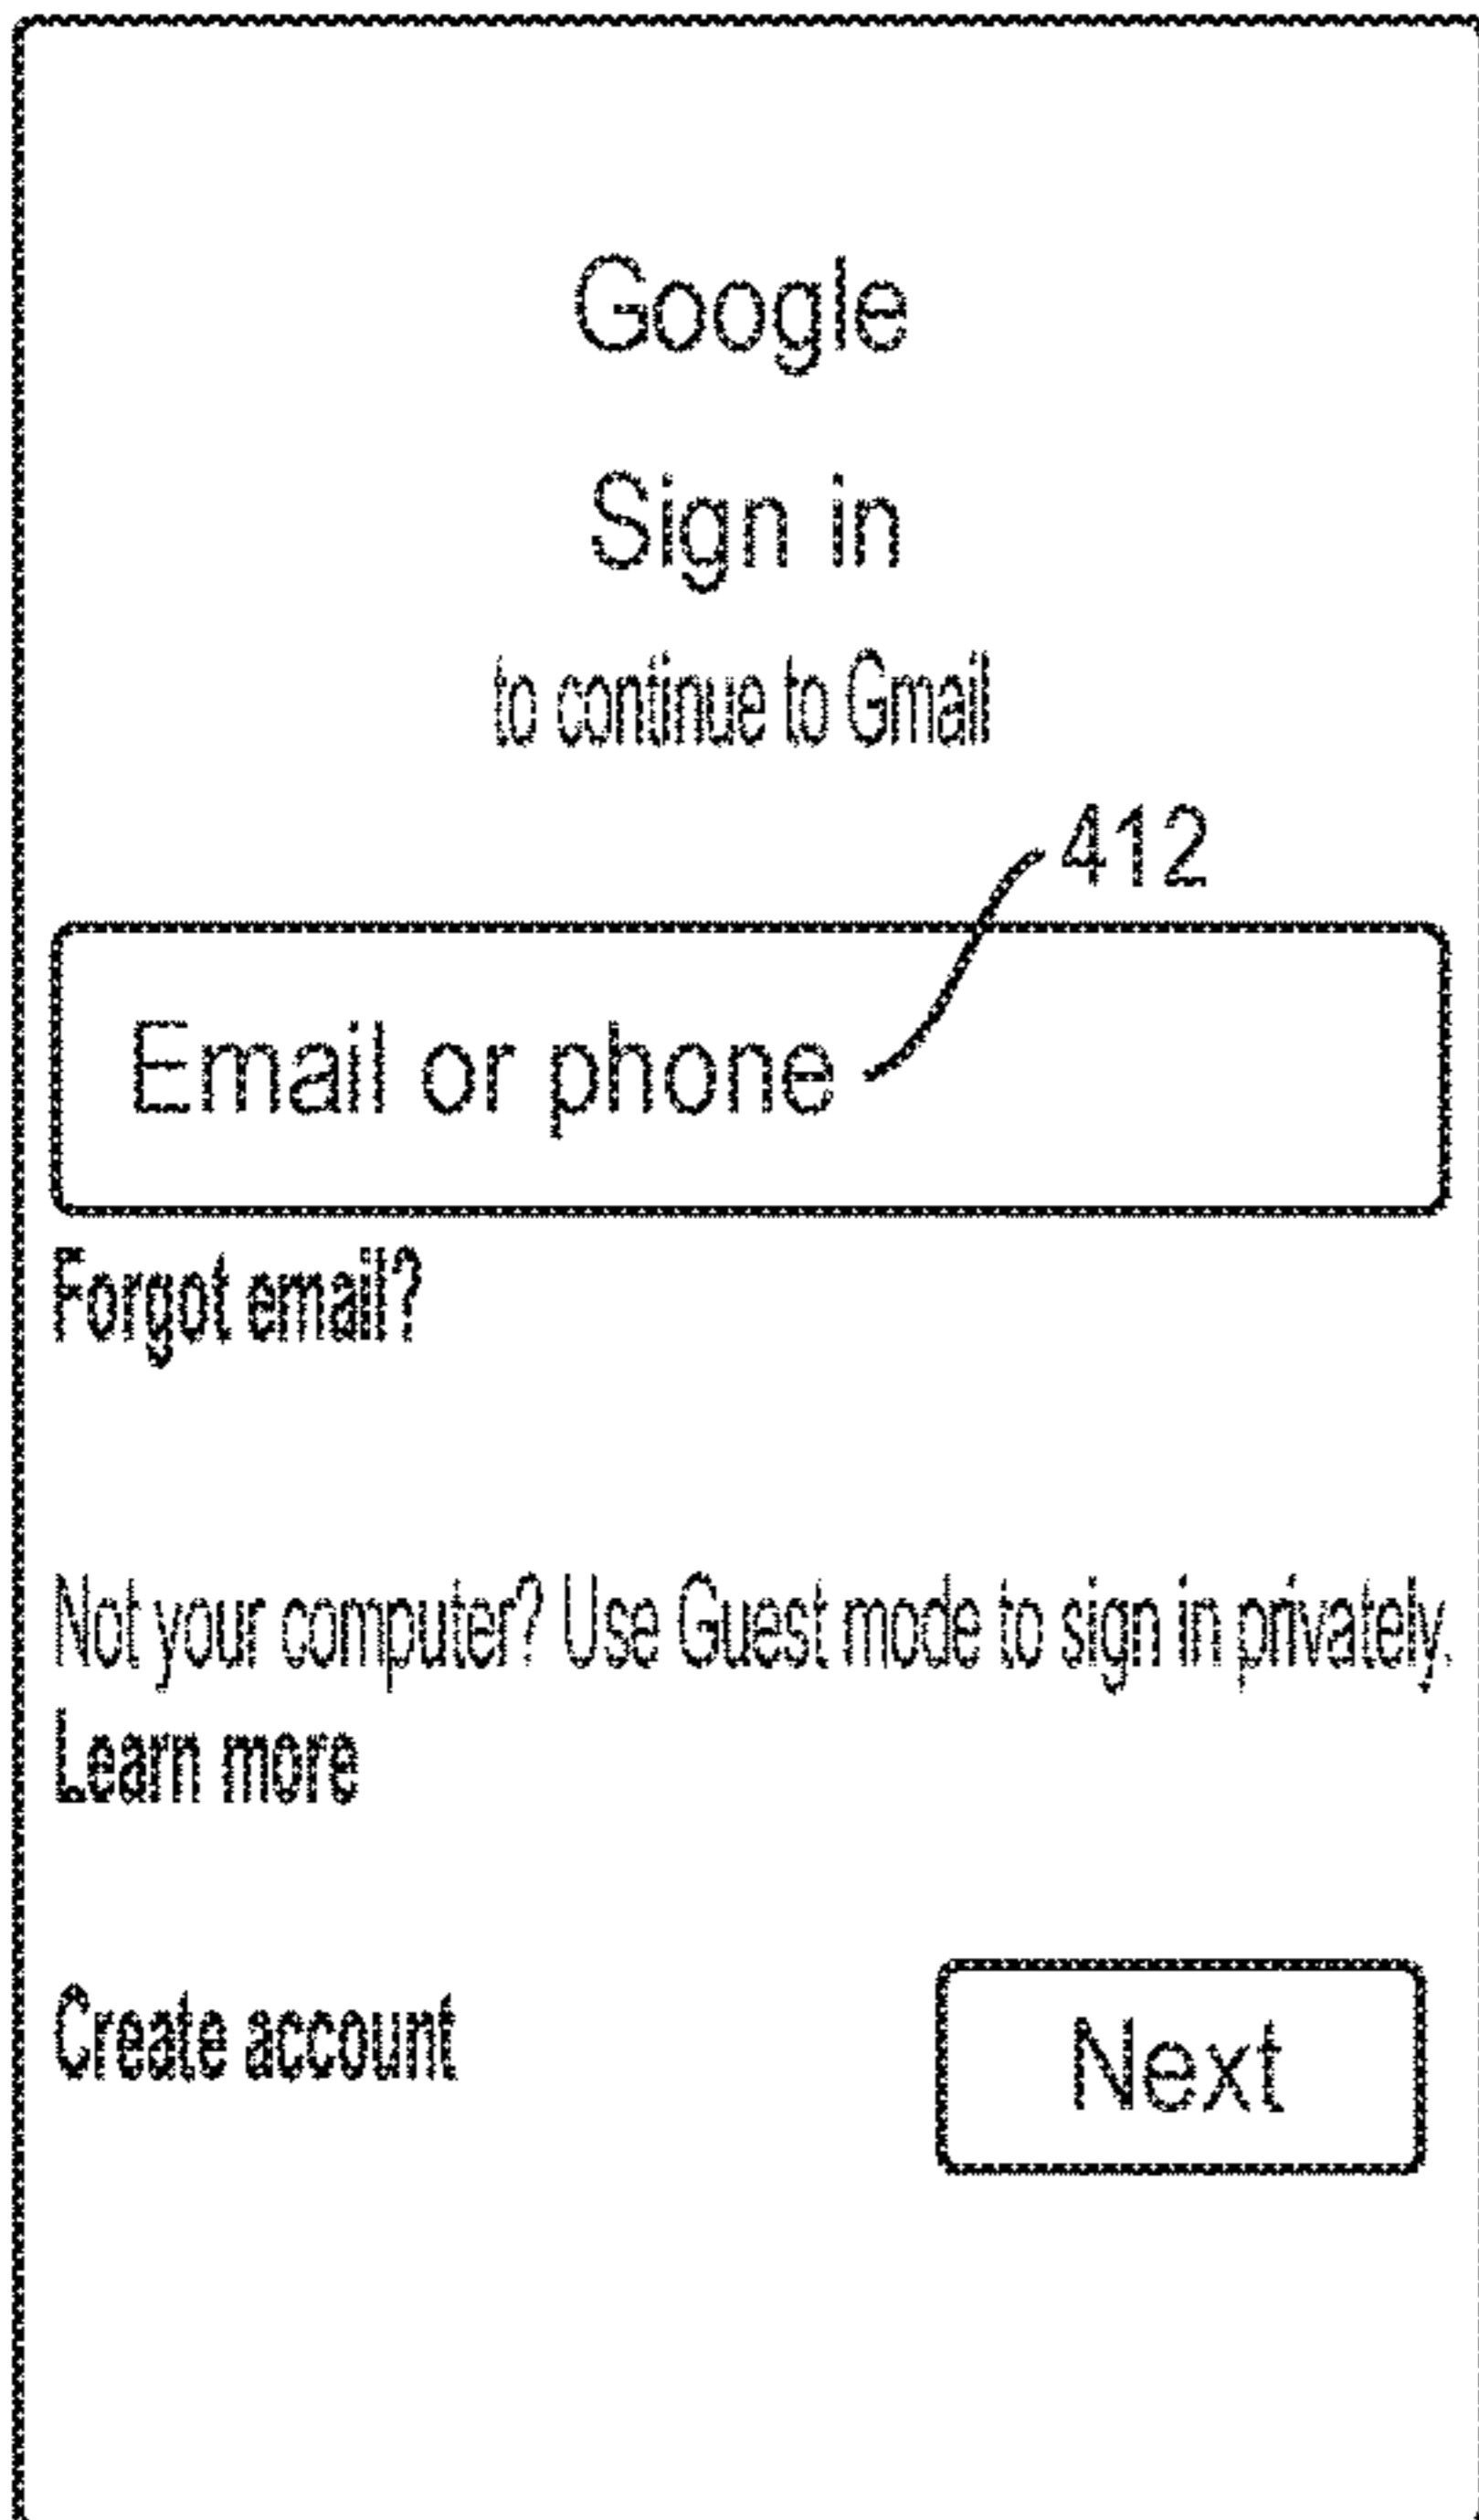 Google
Sign in
to continue to Gmail
412
Email or phone
Forgot email?
Not your computer? Use Guest mode to sign in privately.
Learn more
Create account
Next